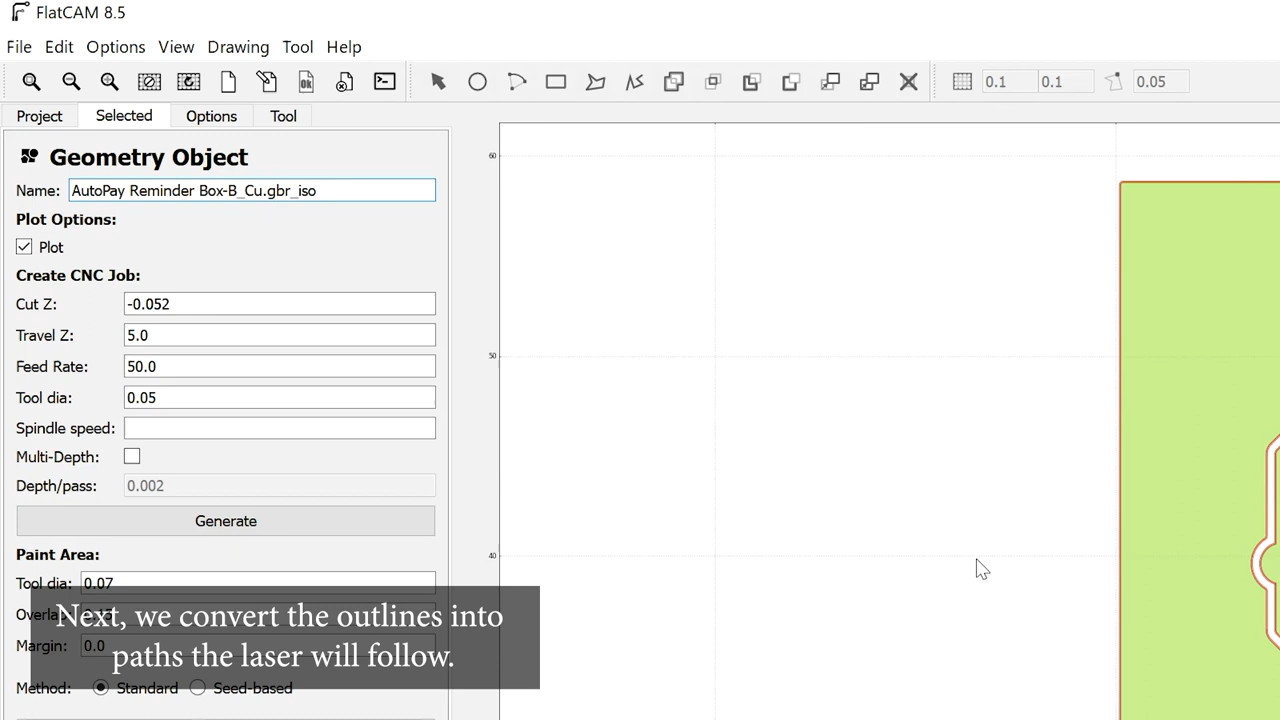 FlatCAM 8.5
File Edit Options View Drawing Tool Help
Ok 0.1 0.1 0.05
Project Selected Options Tool
Geometry Object
Name: AutoPay Reminder Box-B_Cu.gbr_iso
Plot Options:
Plot
Create CNC Job:
Cut Z: -0.052
Travel Z: 5.0
Feed Rate: 50.0
Tool dia: 0.05
Spindle speed:
Multi-Depth:
Depth/pass: 0.002
Generate
Paint Area:
Tool dia: 0.07
Margin: 0.0
Method: Standard Seed-based
60
50
40
Next, we convert the outlines into
paths the laser will follow.